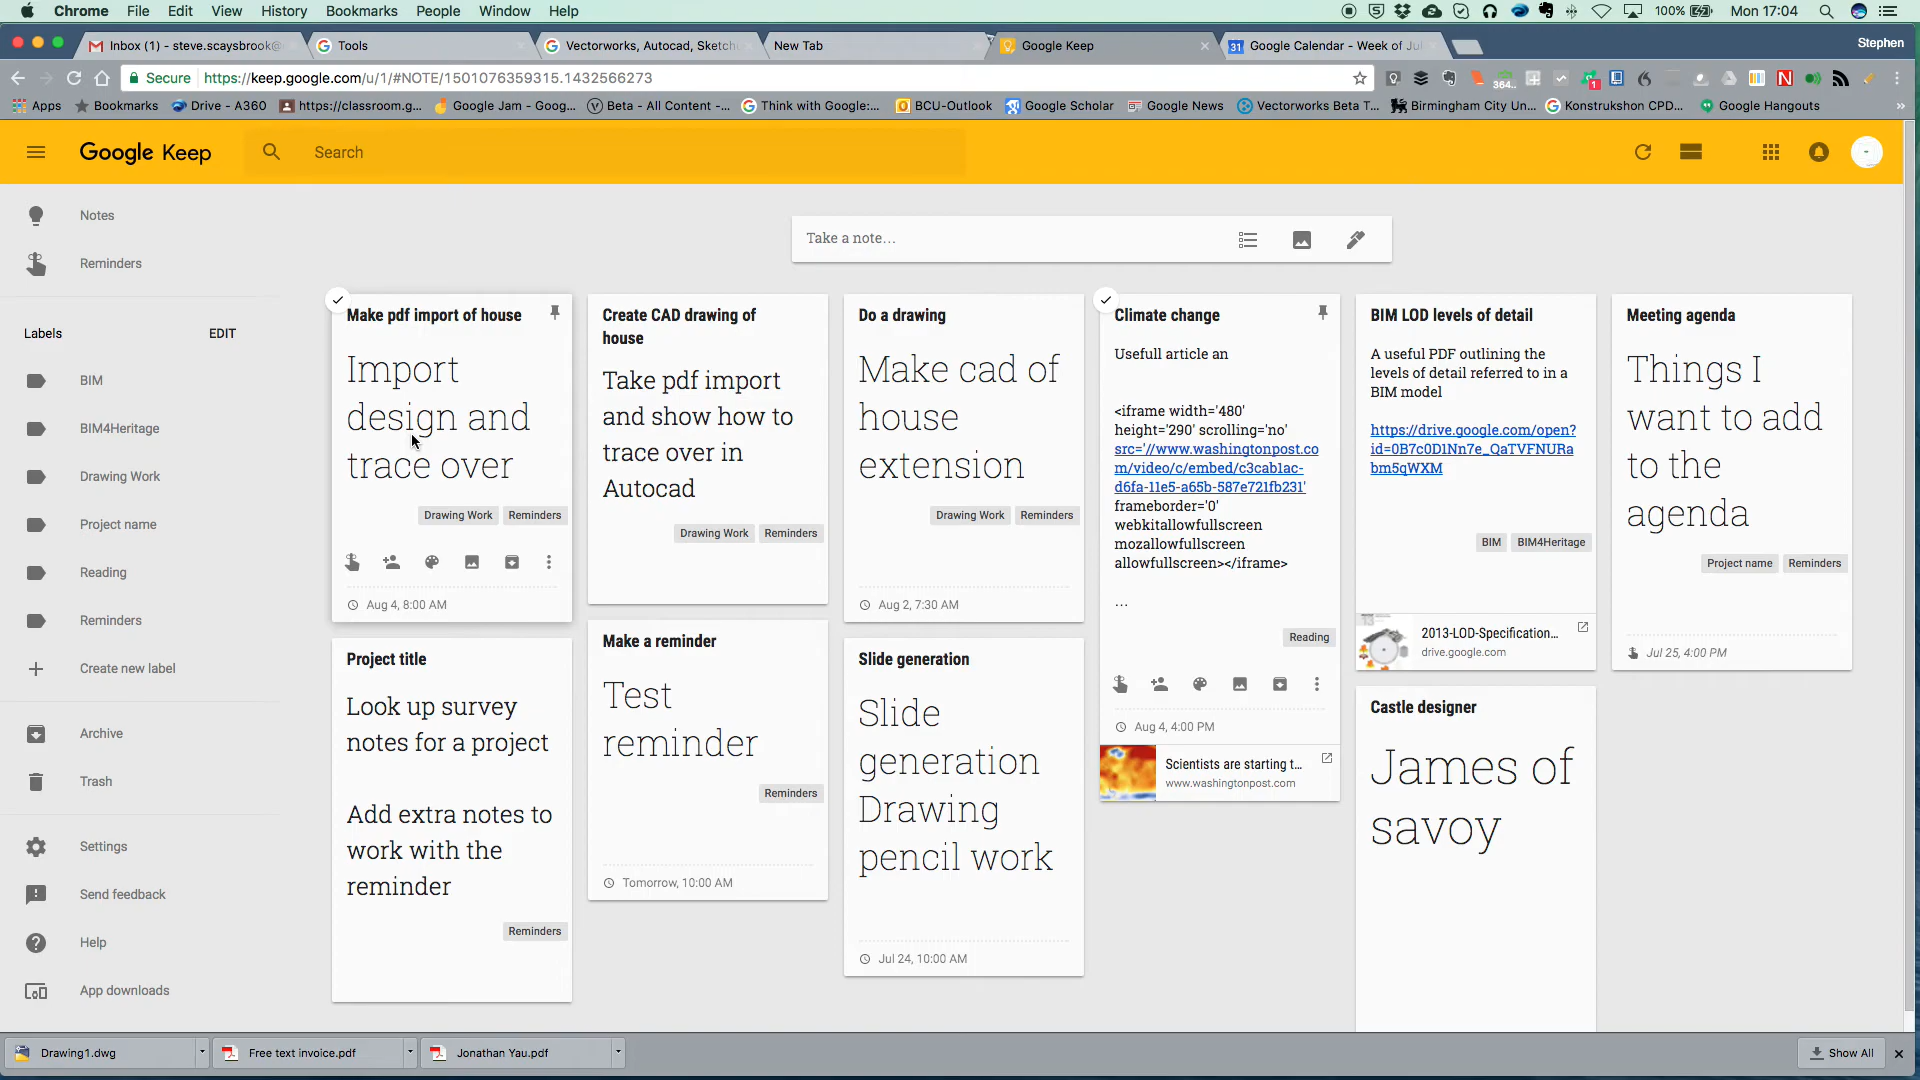 Chrome File Edit View History Bookmarks People Window Help
100% Mon 17:04
Inbox (1) - steve.scaysbrook@
Tools
Vectorworks, Autocad, Sketchu
New Tab
Google Keep
31 Google Calendar - Week of Jul
Stephen
Secure https://keep.google.com/u/1/#NOTE/1501076359315.1432566273
364..
1
Apps
Bookmarks
Drive - A360
https://classroom.g...
Google Jam - Goog...
Beta - All Content -...
Think with Google:...
BCU-Outlook
Google Scholar
Google News
Vectorworks Beta T...
Birmingham City Un...
Konstrukshon CPD...
Google Hangouts
»
Google Keep
Search
Notes
Reminders
Labels EDIT
BIM
BIM4Heritage
Drawing Work
Project name
Reading
Reminders
Create new label
Archive
Trash
Settings
Send feedback
Help
App downloads
Take a note...
Make pdf import of house
Import
design and
trace over
Drawing Work Reminders
Aug 4, 8:00 AM
Project title
Look up survey
notes for a project
Add extra notes to
work with the
reminder
Reminders
Create CAD drawing of
house
Take pdf import
and show how to
trace over in
Autocad
Drawing Work Reminders
Make a reminder
Test
reminder
Reminders
Tomorrow, 10:00 AM
Do a drawing
Make cad of
house
extension
Drawing Work Reminders
Aug 2, 7:30 AM
Slide generation
Slide
generation
Drawing
pencil work
Jul 24, 10:00 AM
Climate change
Usefull article an
<iframe width='480'
height='290' scrolling='no'
src='//www.washingtonpost.co
m/video/c/embed/c3cab1ac-
d6fa-11e5-a65b-587e721fb231'
frameborder='0'
webkitallowfullscreen
mozallowfullscreen
allowfullscreen></iframe>
...
Reading
Aug 4, 4:00 PM
Scientists are starting t...
www.washingtonpost.com
BIM LOD levels of detail
A useful PDF outlining the
levels of detail referred to in a
BIM model
https://drive.google.com/open?
id=0B7c0D1Nn7e_QaTVFNURa
bm5qWXM
BIM BIM4Heritage
2013-LOD-Specification...
drive.google.com
Castle designer
James of
savoy
Meeting agenda
Things I
want to add
to the
agenda
Project name Reminders
Jul 25, 4:00 PM
Drawing1.dwg
Free text invoice.pdf
Jonathan Yau.pdf
Show All